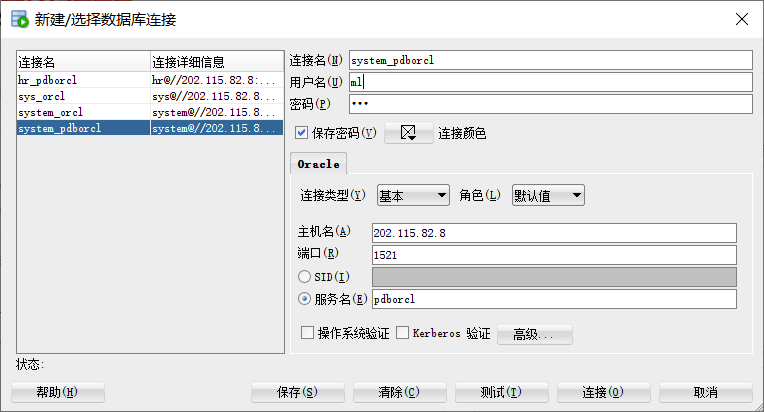 新建/选择数据库连接
连接名 连接详细信息
hr_pdborcl hr@//202.115.82.8:...
sys_orcl sys@//202.115.82.8...
system_orcl system@//202.115.8...
system_pdborcl system@//202.115.8...
连接名(N) system_pdborcl
用户名(U) ml
密码(P) •••
保存密码(V) 连接颜色
Oracle
连接类型(Y) 基本 角色(L) 默认值
主机名(A) 202.115.82.8
端口(R) 1521
SID(I)
服务名(E) pdborcl
操作系统验证 Kerberos 验证 高级...
状态:
帮助(H) 保存(S) 清除(C) 测试(T) 连接(O) 取消